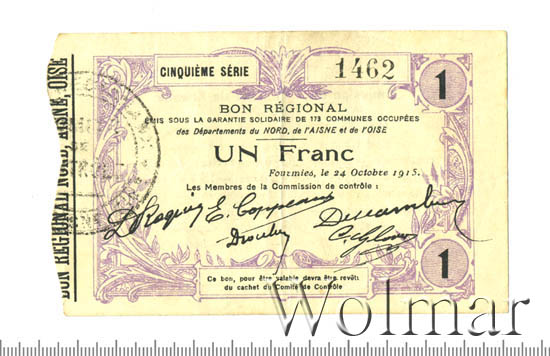 BON RÉGIONAL NORD, AISNE, OISE
CINQUIÈME SÉRIE
1462
1
BON RÉGIONAL
ÉMIS SOUS LA GARANTIE SOLIDAIRE DE 173 COMMUNES OCCUPÉES
des Départements du NORD, de l'AISNE et de l'OISE
UN Franc
Fourmies, le 24 Octobre 1915.
Les Membres de la Commission de contrôle :
E. Coppeaux
1
Ce bon, pour être valable devra être revêtu
du cachet du Comité de Contrôle
Wolmar